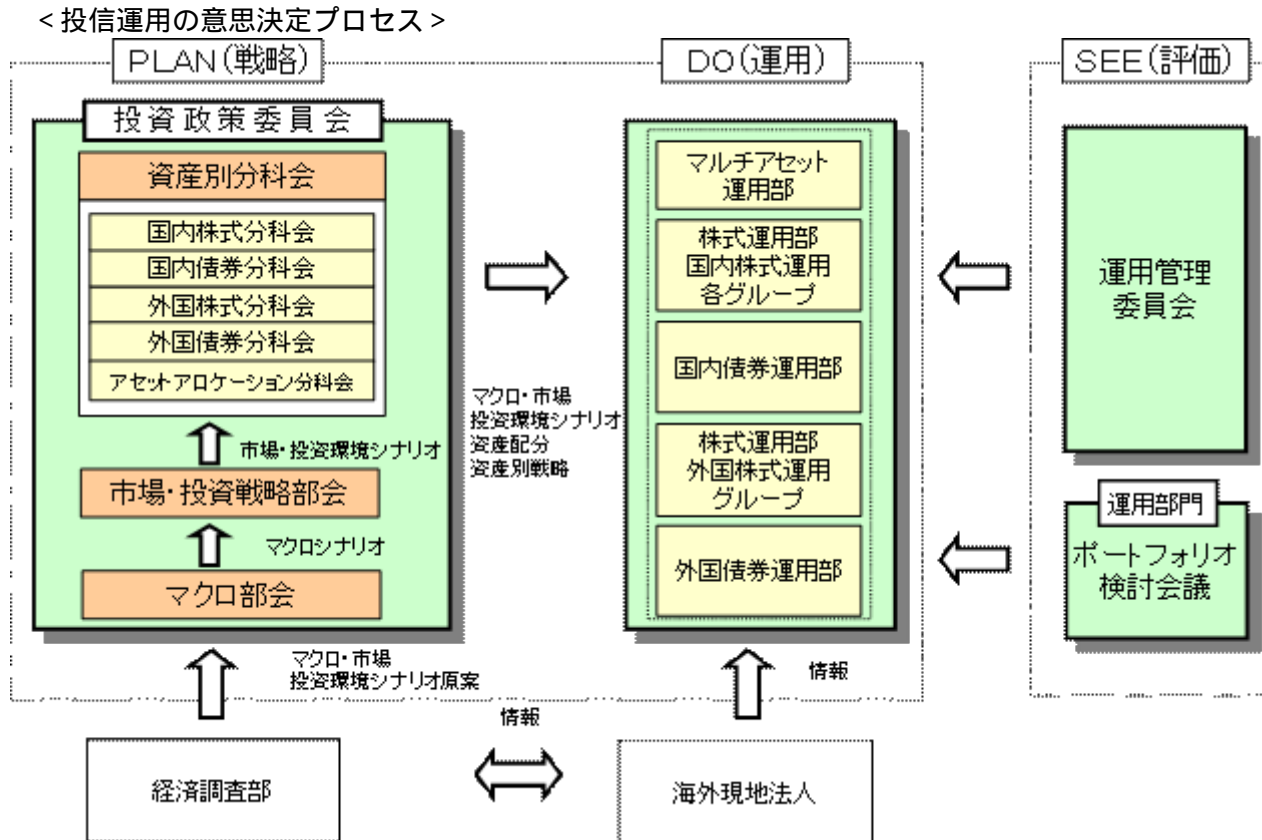 <投信運用の意思決定プロセス>
PLAN(戦略)
投資政策委員会
資産別分科会
国内株式分科会
国内債券分科会
外国株式分科会
外国債券分科会
アセットアロケーション分科会
市場・投資環境シナリオ
市場・投資戦略部会
マクロシナリオ
マクロ部会
マクロ・市場
投資環境シナリオ原案
経済調査部
マクロ・市場
投資環境シナリオ
資産配分
資産別戦略
情報
DO(運用)
マルチアセット
運用部
株式運用部
国内株式運用
各グループ
国内債券運用部
株式運用部
外国株式運用
グループ
外国債券運用部
情報
海外現地法人
SEE(評価)
運用管理
委員会
運用部門
ポートフォリオ
検討会議